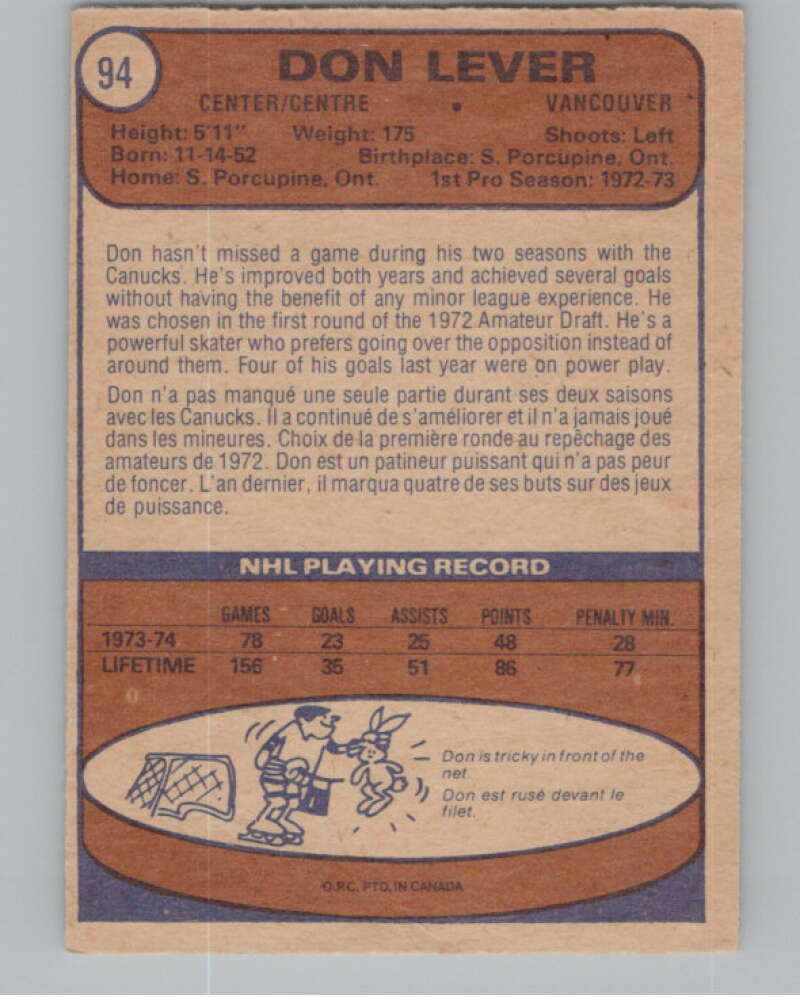 94
DON LEVER
CENTER/CENTRE • VANCOUVER
Height: 5'11" Weight: 175 Shoots: Left
Born: 11-14-52 Birthplace: S. Porcupine, Ont.
Home: S. Porcupine, Ont. 1st Pro Season: 1972-73
Don hasn't missed a game during his two seasons with the
Canucks. He's improved both years and achieved several goals
without having the benefit of any minor league experience. He
was chosen in the first round of the 1972 Amateur Draft. He's a
powerful skater who prefers going over the opposition instead of
around them. Four of his goals last year were on power play.
Don n'a pas manqué une seule partie durant ses deux saisons
avec les Canucks. Il a continué de s'améliorer et il n'a jamais joué
dans les mineures. Choix de la première ronde au repêchage des
amateurs de 1972. Don est un patineur puissant qui n'a pas peur
de foncer. L'an dernier, il marqua quatre de ses buts sur des jeux
de puissance.
NHL PLAYING RECORD
GAMES GOALS ASSISTS POINTS PENALTY MIN.
1973-74 78 23 25 48 28
LIFETIME 156 35 51 86 77
Don is tricky in front of the
net.
Don est rusé devant le
filet.
O.P.C. PTD. IN CANADA